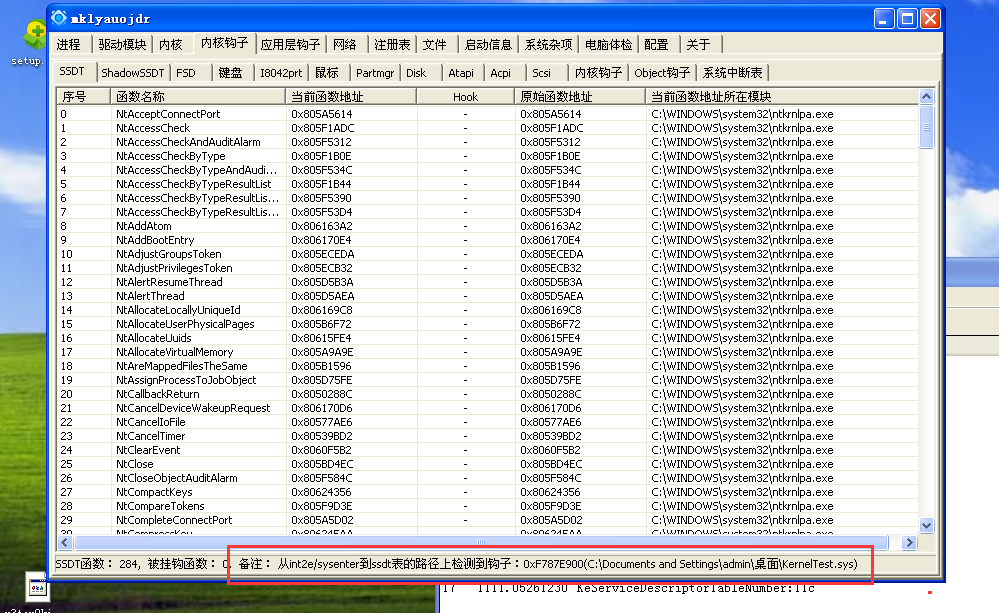 mklyauojdr
setup.
进程 驱动模块 内核 内核钩子 应用层钩子 网络 注册表 文件 启动信息 系统杂项 电脑体检 配置 关于
SSDT ShadowSSDT FSD 键盘 I8042prt 鼠标 Partmgr Disk Atapi Acpi Scsi 内核钩子 Object钩子 系统中断表
序号 函数名称 当前函数地址 Hook 原始函数地址 当前函数地址所在模块
0 NtAcceptConnectPort 0x805A5614 - 0x805A5614 C:\WINDOWS\system32\ntkrnlpa.exe
1 NtAccessCheck 0x805F1ADC - 0x805F1ADC C:\WINDOWS\system32\ntkrnlpa.exe
2 NtAccessCheckAndAuditAlarm 0x805F5312 - 0x805F5312 C:\WINDOWS\system32\ntkrnlpa.exe
3 NtAccessCheckByType 0x805F1B0E - 0x805F1B0E C:\WINDOWS\system32\ntkrnlpa.exe
4 NtAccessCheckByTypeAndAudi... 0x805F534C - 0x805F534C C:\WINDOWS\system32\ntkrnlpa.exe
5 NtAccessCheckByTypeResultList 0x805F1B44 - 0x805F1B44 C:\WINDOWS\system32\ntkrnlpa.exe
6 NtAccessCheckByTypeResultLis... 0x805F5390 - 0x805F5390 C:\WINDOWS\system32\ntkrnlpa.exe
7 NtAccessCheckByTypeResultLis... 0x805F53D4 - 0x805F53D4 C:\WINDOWS\system32\ntkrnlpa.exe
8 NtAddAtom 0x806163A2 - 0x806163A2 C:\WINDOWS\system32\ntkrnlpa.exe
9 NtAddBootEntry 0x806170E4 - 0x806170E4 C:\WINDOWS\system32\ntkrnlpa.exe
10 NtAdjustGroupsToken 0x805ECEDA - 0x805ECEDA C:\WINDOWS\system32\ntkrnlpa.exe
11 NtAdjustPrivilegesToken 0x805ECB32 - 0x805ECB32 C:\WINDOWS\system32\ntkrnlpa.exe
12 NtAlertResumeThread 0x805D5B3A - 0x805D5B3A C:\WINDOWS\system32\ntkrnlpa.exe
13 NtAlertThread 0x805D5AEA - 0x805D5AEA C:\WINDOWS\system32\ntkrnlpa.exe
14 NtAllocateLocallyUniqueId 0x806169C8 - 0x806169C8 C:\WINDOWS\system32\ntkrnlpa.exe
15 NtAllocateUserPhysicalPages 0x805B6F72 - 0x805B6F72 C:\WINDOWS\system32\ntkrnlpa.exe
16 NtAllocateUuids 0x80615FE4 - 0x80615FE4 C:\WINDOWS\system32\ntkrnlpa.exe
17 NtAllocateVirtualMemory 0x805A9A9E - 0x805A9A9E C:\WINDOWS\system32\ntkrnlpa.exe
18 NtAreMappedFilesTheSame 0x805B1596 - 0x805B1596 C:\WINDOWS\system32\ntkrnlpa.exe
19 NtAssignProcessToJobObject 0x805D75FE - 0x805D75FE C:\WINDOWS\system32\ntkrnlpa.exe
20 NtCallbackReturn 0x8050288C - 0x8050288C C:\WINDOWS\system32\ntkrnlpa.exe
21 NtCancelDeviceWakeupRequest 0x806170D6 - 0x806170D6 C:\WINDOWS\system32\ntkrnlpa.exe
22 NtCancelIoFile 0x80577AE6 - 0x80577AE6 C:\WINDOWS\system32\ntkrnlpa.exe
23 NtCancelTimer 0x80539BD2 - 0x80539BD2 C:\WINDOWS\system32\ntkrnlpa.exe
24 NtClearEvent 0x8060F5B2 - 0x8060F5B2 C:\WINDOWS\system32\ntkrnlpa.exe
25 NtClose 0x805BD4EC - 0x805BD4EC C:\WINDOWS\system32\ntkrnlpa.exe
26 NtCloseObjectAuditAlarm 0x805F584C - 0x805F584C C:\WINDOWS\system32\ntkrnlpa.exe
27 NtCompactKeys 0x80624356 - 0x80624356 C:\WINDOWS\system32\ntkrnlpa.exe
28 NtCompareTokens 0x805F9D3E - 0x805F9D3E C:\WINDOWS\system32\ntkrnlpa.exe
29 NtCompleteConnectPort 0x805A5D02 - 0x805A5D02 C:\WINDOWS\system32\ntkrnlpa.exe
30 NtCompressKey 0x806245AA - 0x806245AA C:\WINDOWS\system32\ntkrnlpa.exe
SSDT函数： 284, 被挂钩函数： 0, 备注： 从int2e/sysenter到ssdt表的路径上检测到钩子：0xF787E900(C:\Documents and Settings\admin\桌面\KernelTest.sys)
17 1111.05261230 KeServiceDescriptorTableNumber:11c